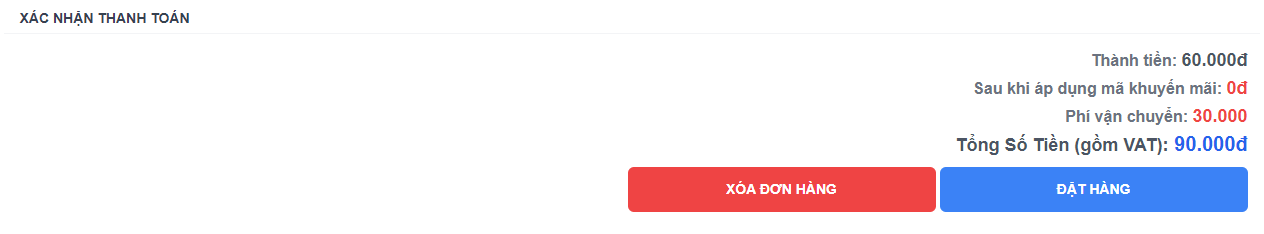 XÁC NHẬN THANH TOÁN
Thành tiền: 60.000đ
Sau khi áp dụng mã khuyến mãi: 0đ
Phí vận chuyển: 30.000
Tổng Số Tiền (gồm VAT): 90.000đ
XÓA ĐƠN HÀNG ĐẶT HÀNG